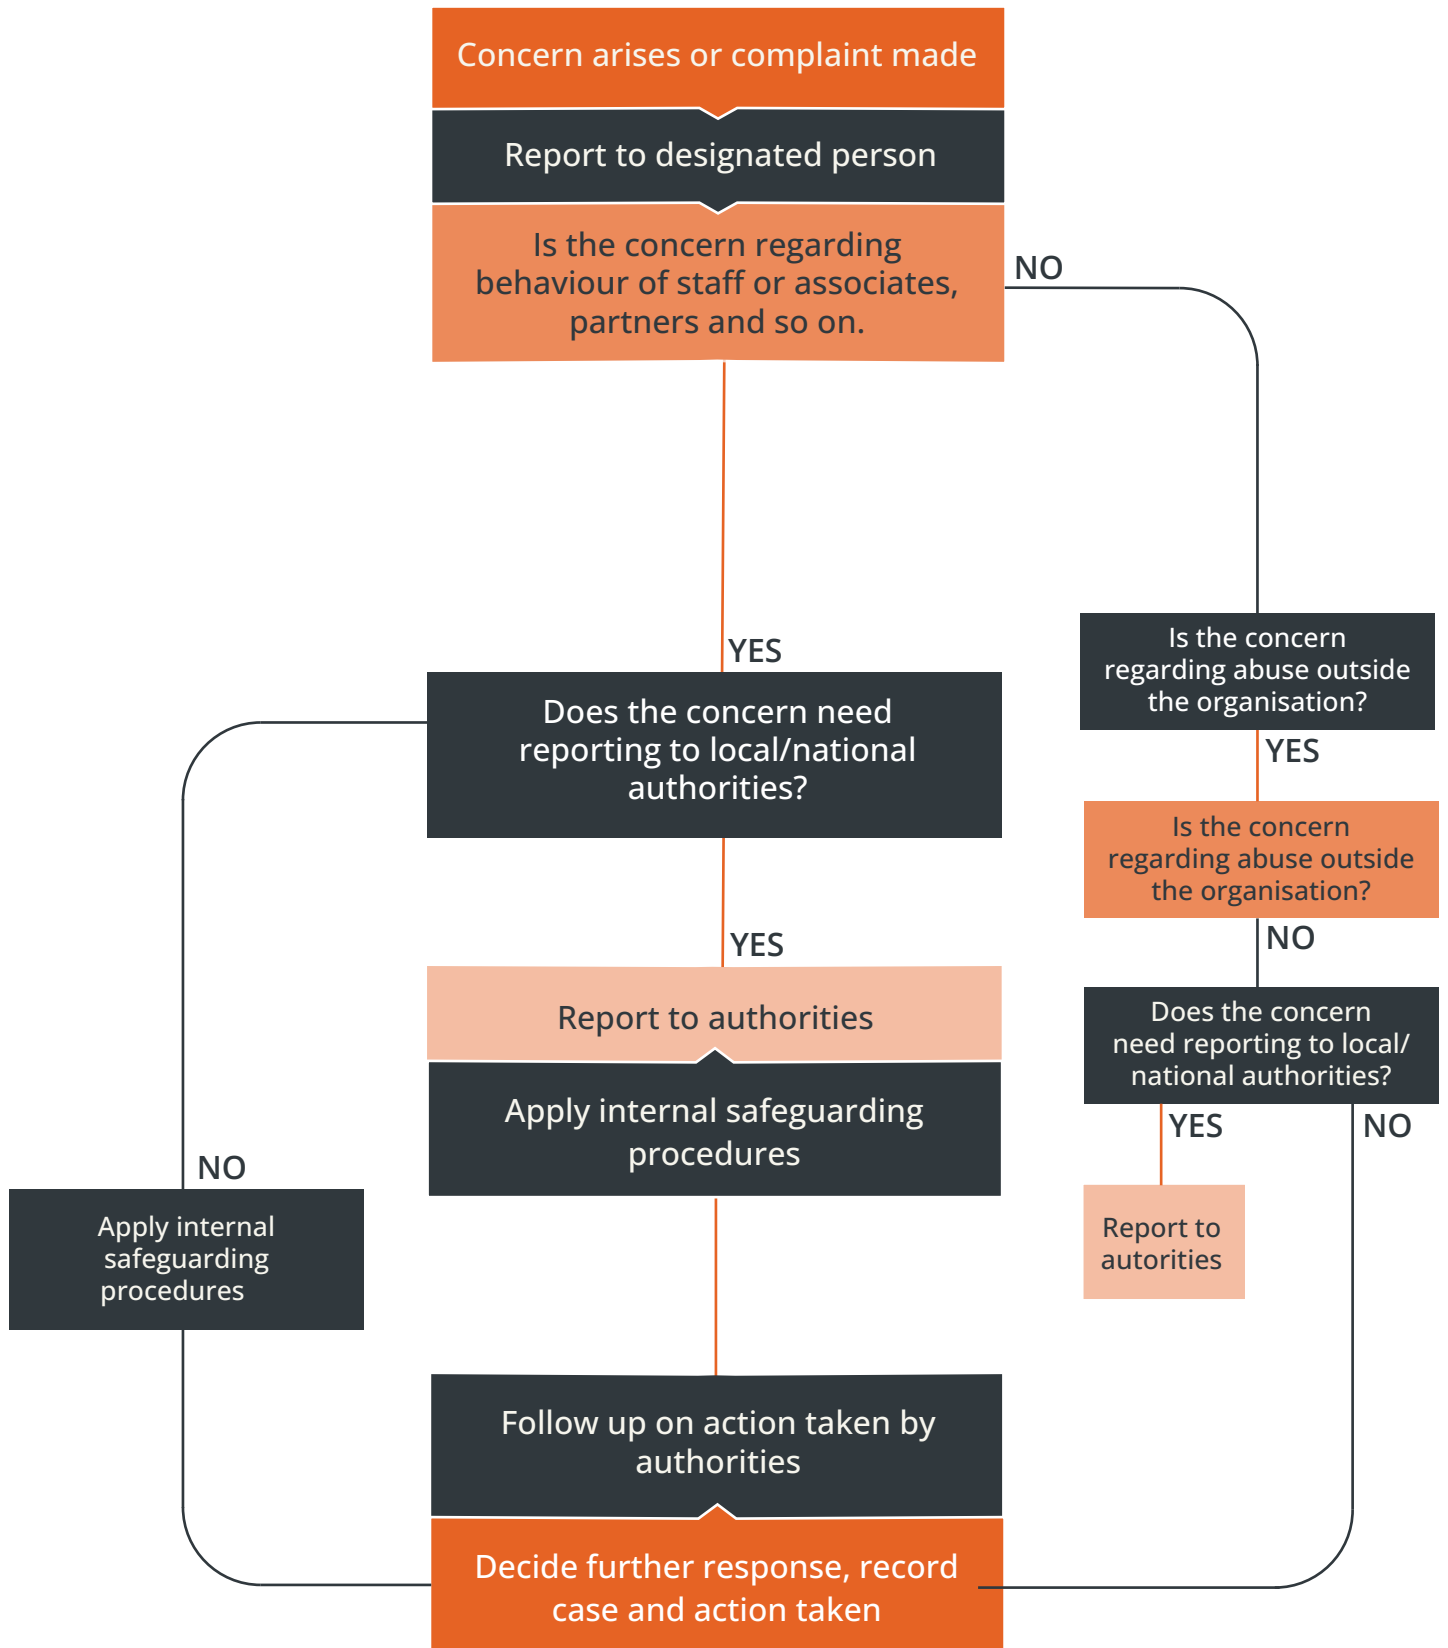 Concern arises or complaint made
Report to designated person
Is the concern regarding
behaviour of staff or associates,
partners and so on.
NO
YES
Does the concern need
reporting to local/national
authorities?
Is the concern
regarding abuse outside
the organisation?
YES
Is the concern
regarding abuse outside
the organisation?
NO
Does the concern
need reporting to local/
national authorities?
YES
NO
Report to
autorities
YES
Report to authorities
Apply internal safeguarding
procedures
NO
Apply internal
safeguarding
procedures
Follow up on action taken by
authorities
Decide further response, record
case and action taken